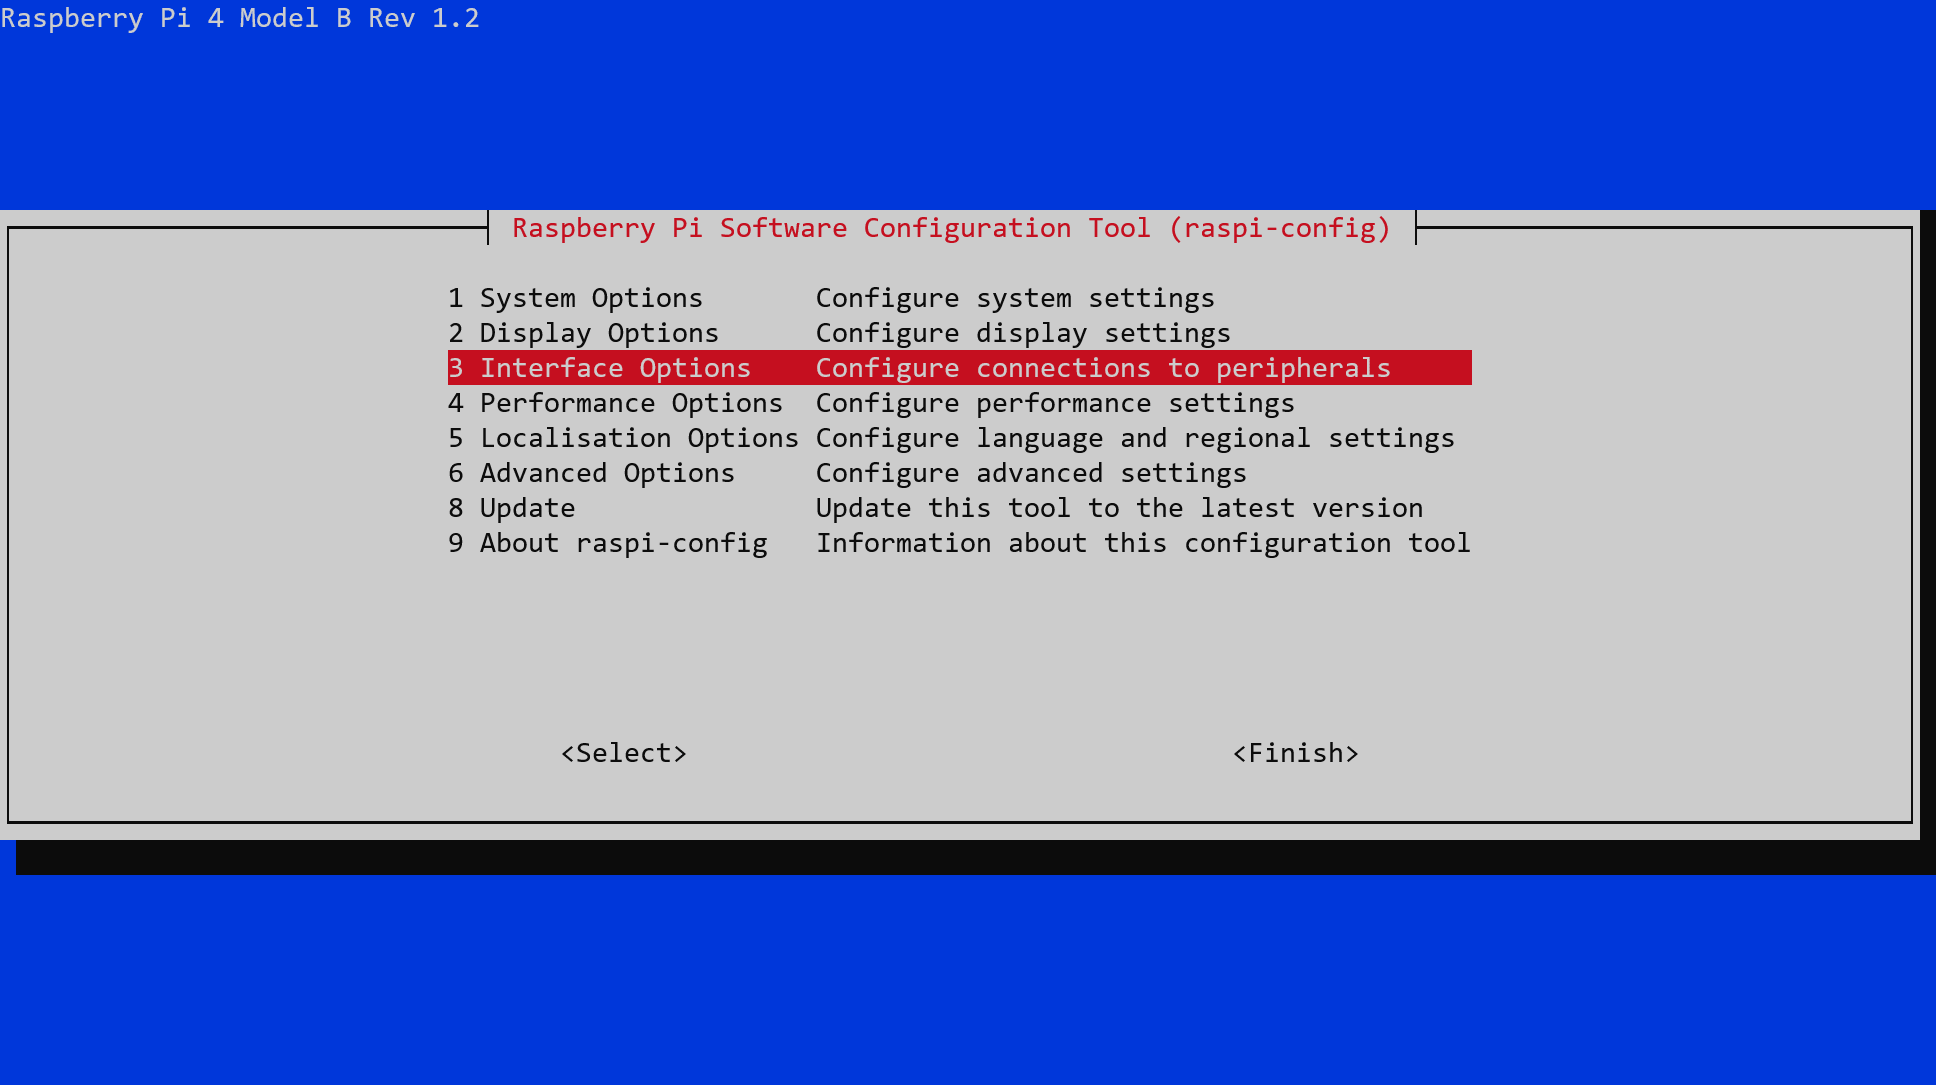 Raspberry Pi 4 Model B Rev 1.2
Raspberry Pi Software Configuration Tool (raspi-config)
1 System Options Configure system settings
2 Display Options Configure display settings
3 Interface Options Configure connections to peripherals
4 Performance Options Configure performance settings
5 Localisation Options Configure language and regional settings
6 Advanced Options Configure advanced settings
8 Update Update this tool to the latest version
9 About raspi-config Information about this configuration tool
<Select> <Finish>